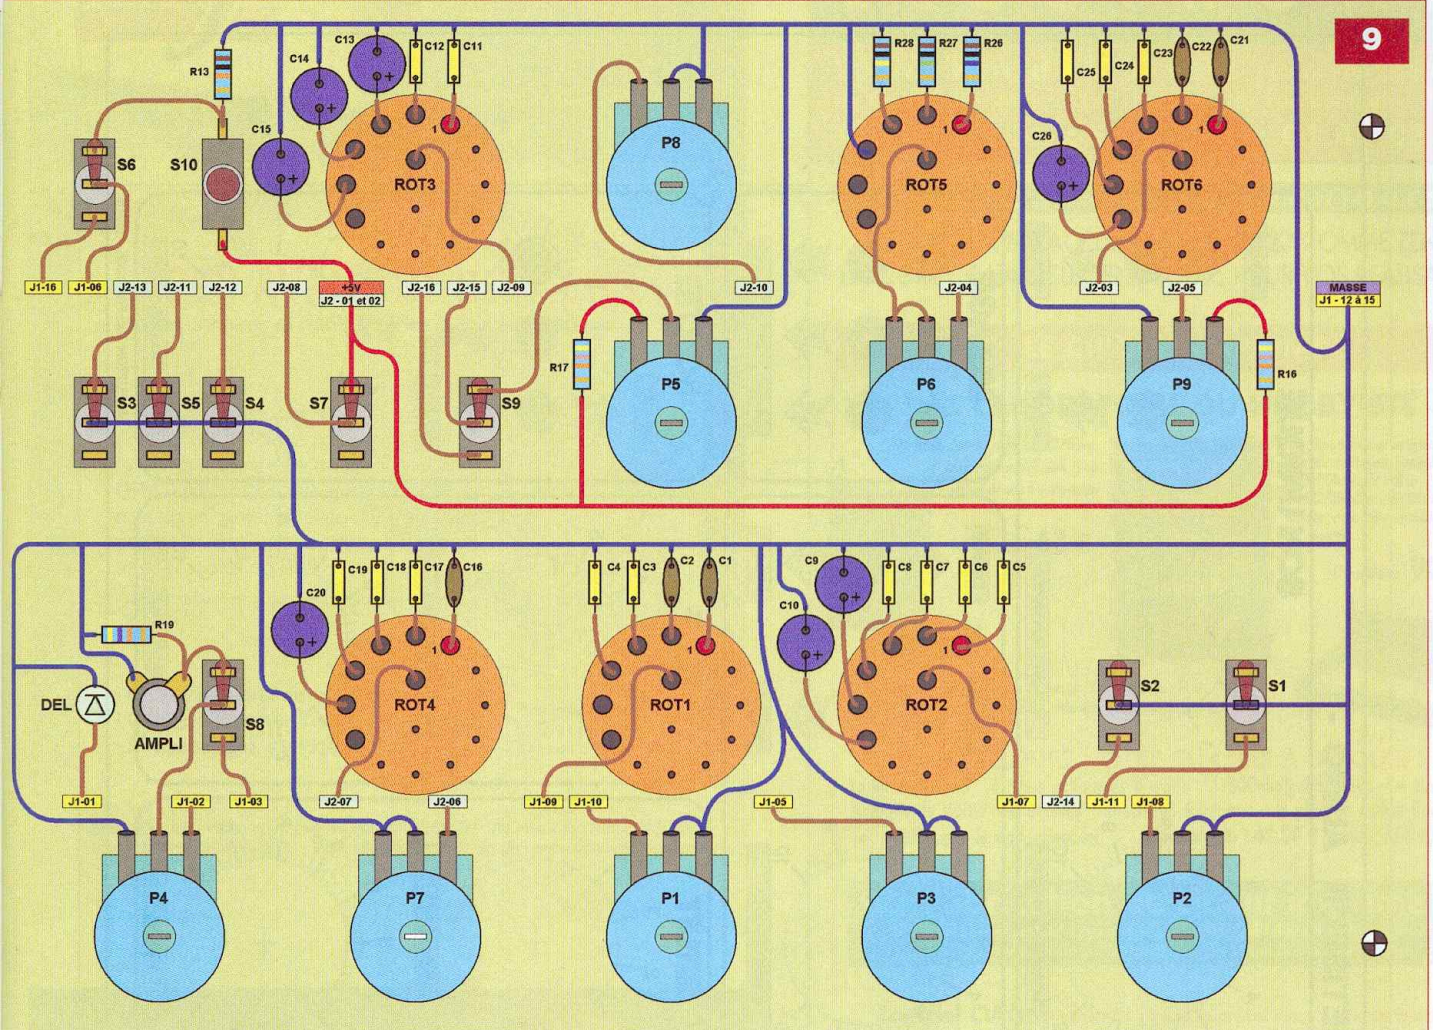 9
R13
C14
C13
C12
C11
R28
R27
R26
C25
C24
C23
C22
C21
C15
1
P8
1
C26
1
S6
S10
ROT3
ROT5
ROT6
J1-16
J1-06
J2-13
J2-11
J2-12
J2-08
+5V
J2 - 01 et 02
J2-16
J2-15
J2-09
J2-10
J2-04
J2-03
J2-05
MASSE
J1 - 12 à 15
R17
P5
P6
P9
R16
S3
S5
S4
S7
S9
C20
C19
C18
C17
C16
C4
C3
C2
C1
C9
C10
C8
C7
C6
C5
R19
1
1
1
DEL
AMPLI
S8
ROT4
ROT1
ROT2
S2
S1
J1-01
J1-02
J1-03
J2-07
J2-06
J1-09
J1-10
J1-05
J1-07
J2-14
J1-11
J1-08
P4
P7
P1
P3
P2
+
+
+
+
+
+
+